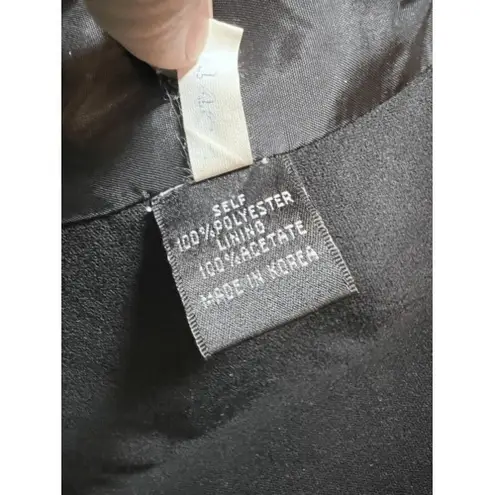 SELF
100%POLYESTER
LINING
100%ACETATE
MADE IN KOREA